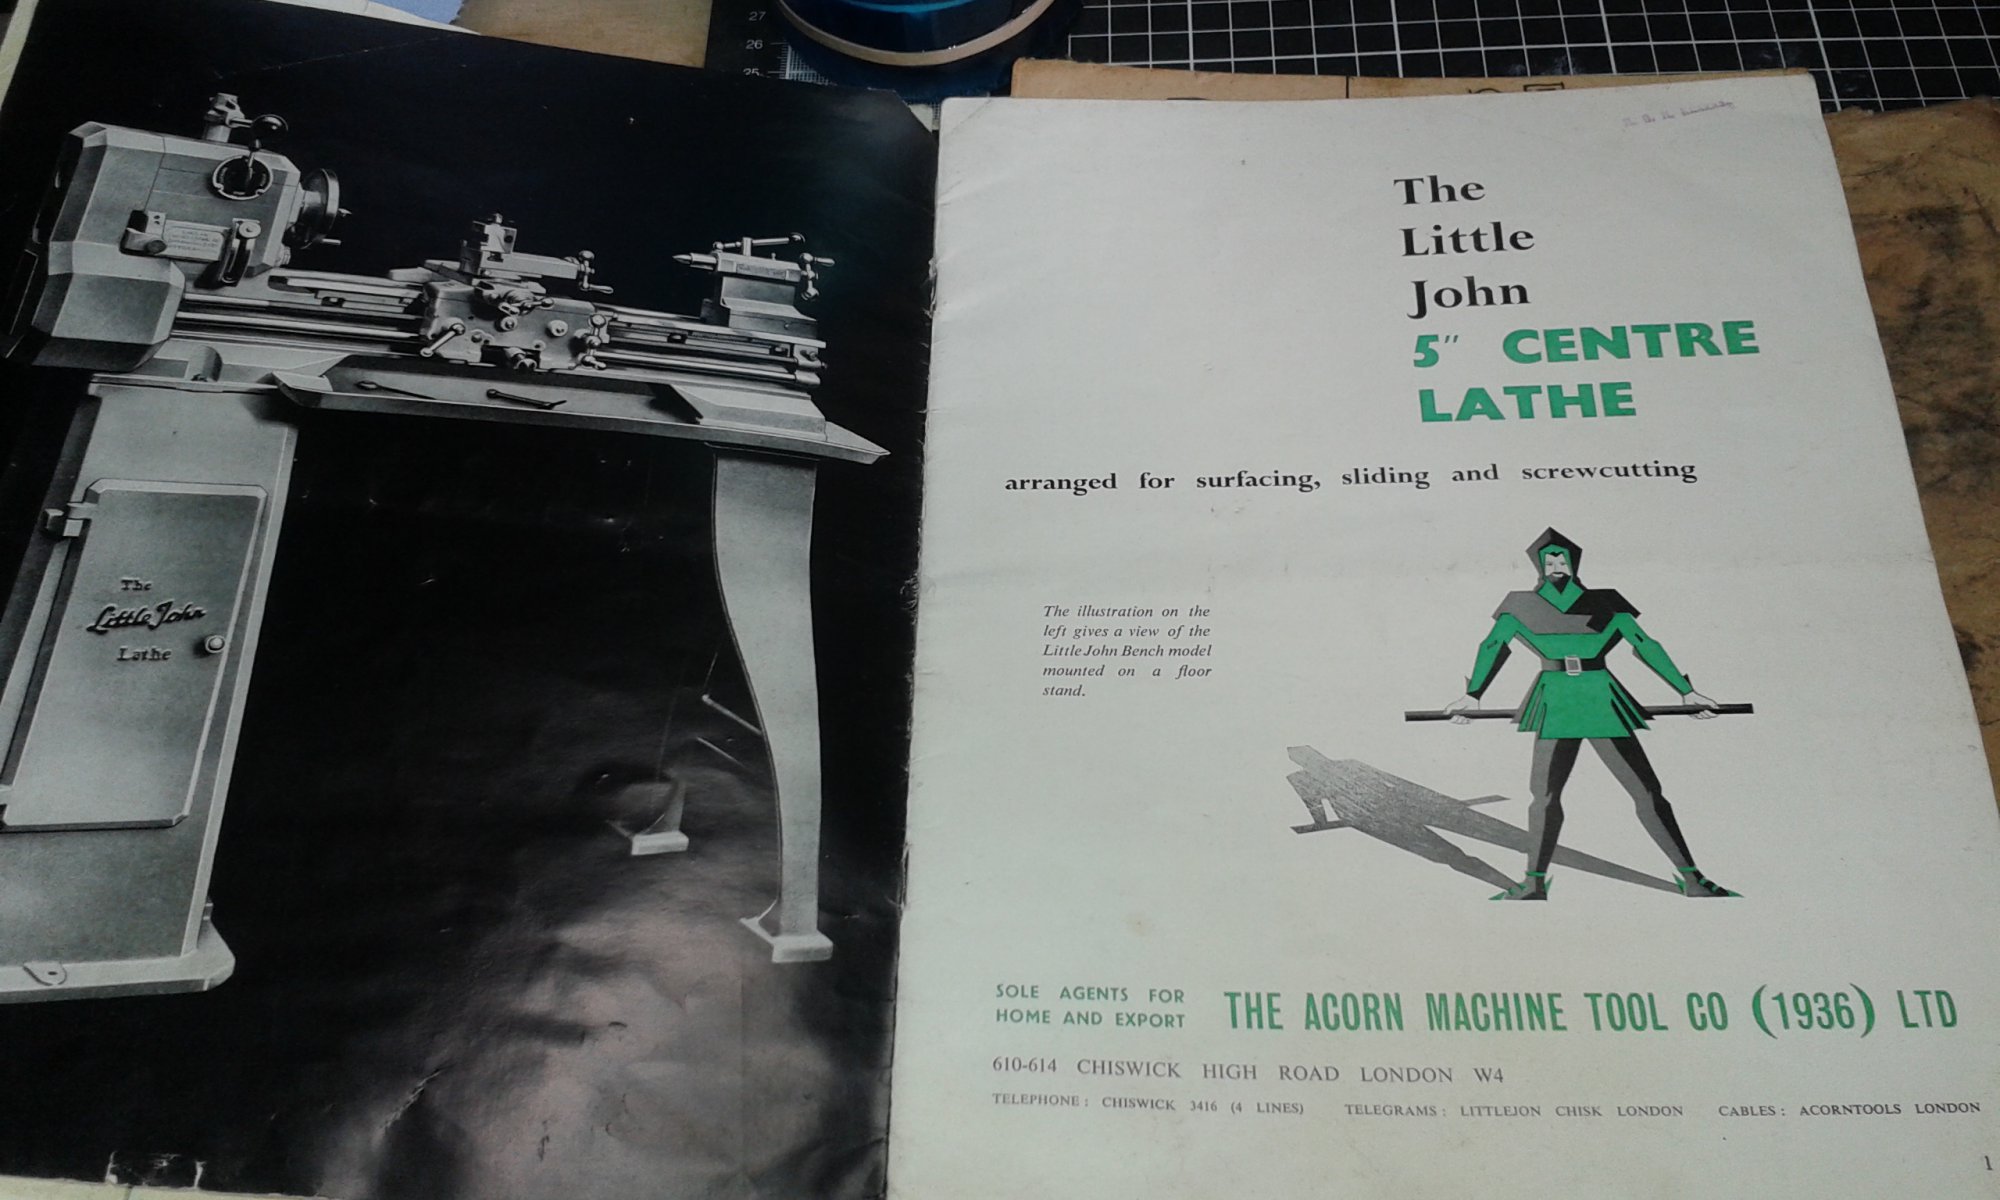 27
26
25
The
Little John
Lathe
The
Little
John
5" CENTRE
LATHE
arranged for surfacing, sliding and screwcutting
The illustration on the
left gives a view of the
Little John Bench model
mounted on a floor
stand.
SOLE AGENTS FOR
HOME AND EXPORT
THE ACORN MACHINE TOOL CO (1936) LTD
610-614 CHISWICK HIGH ROAD LONDON W4
TELEPHONE: CHISWICK 3416 (4 LINES) TELEGRAMS: LITTLEJON CHISK LONDON CABLES: ACORNTOOLS LONDON
1